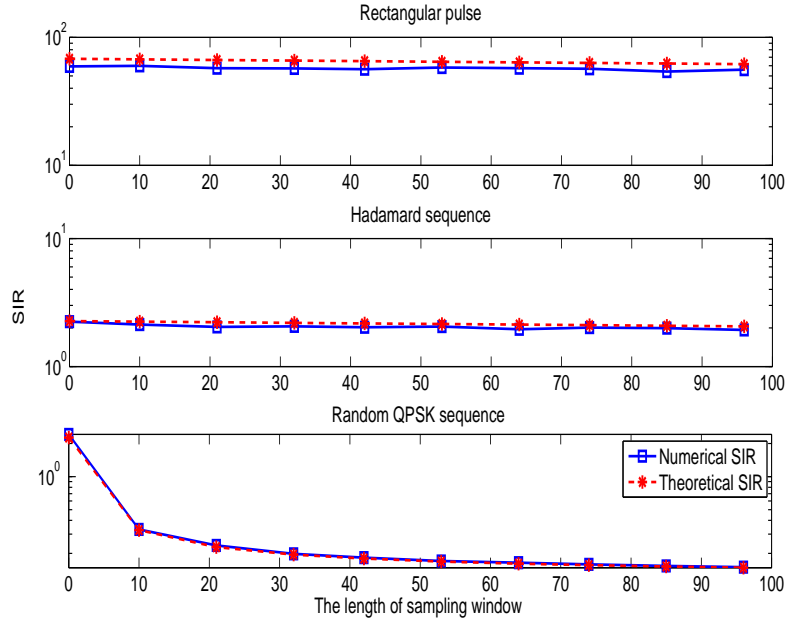 Rectangular pulse
10^2
10^1
0 10 20 30 40 50 60 70 80 90 100
Hadamard sequence
10^1
10^0
SIR
0 10 20 30 40 50 60 70 80 90 100
Random QPSK sequence
10^0
Numerical SIR
Theoretical SIR
0 10 20 30 40 50 60 70 80 90 100
The length of sampling window